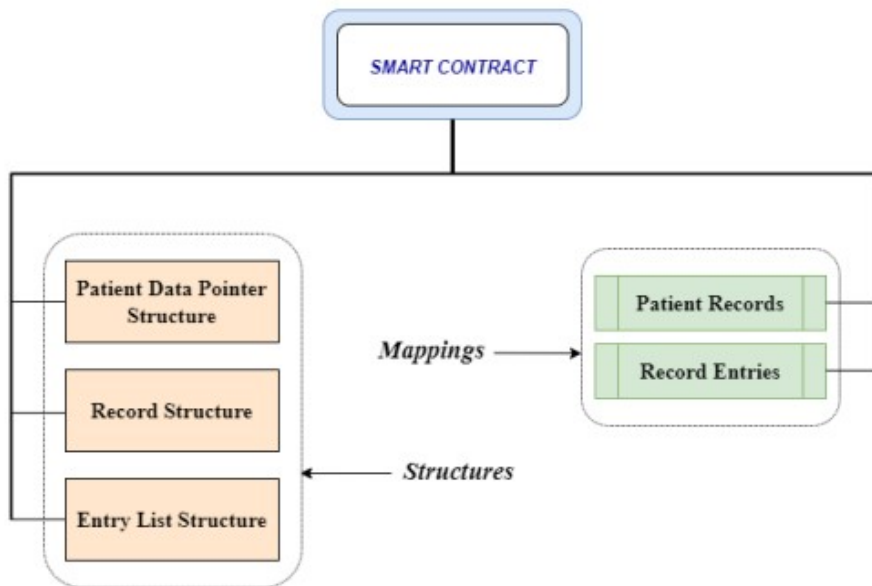 SMART CONTRACT
Patient Data Pointer
Structure
Record Structure
Entry List Structure
Structures
Mappings
Patient Records
Record Entries